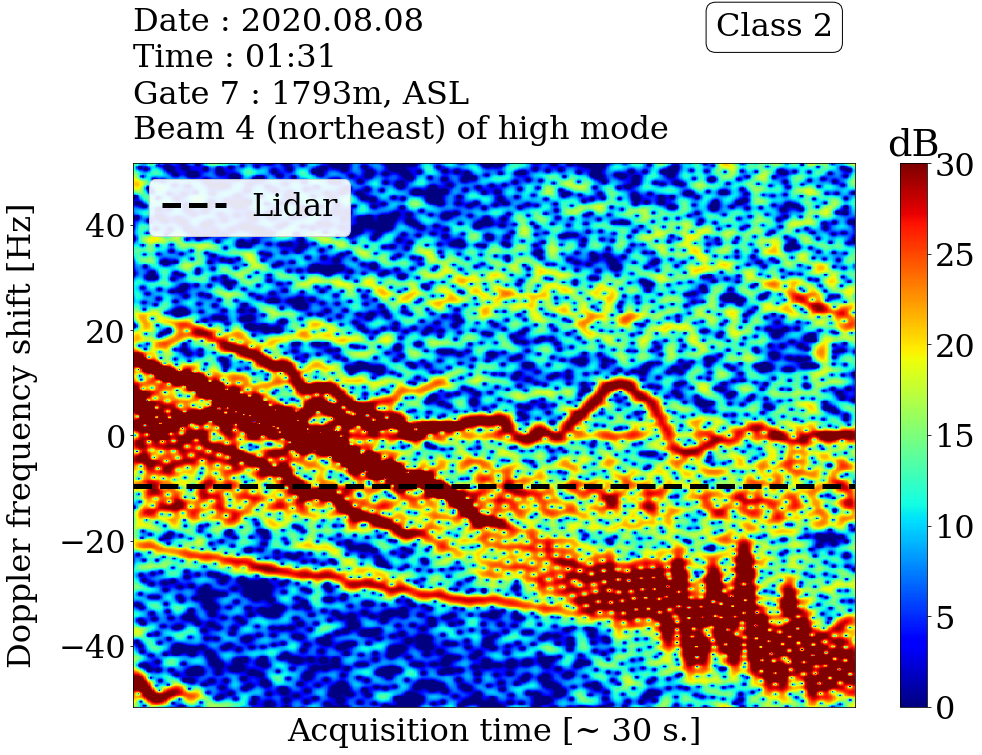 Date : 2020.08.08
Time : 01:31
Gate 7 : 1793m, ASL
Beam 4 (northeast) of high mode
Class 2
dB
Lidar
Doppler frequency shift [Hz]
40
20
0
−20
−40
30
25
20
15
10
5
0
Acquisition time [~ 30 s.]